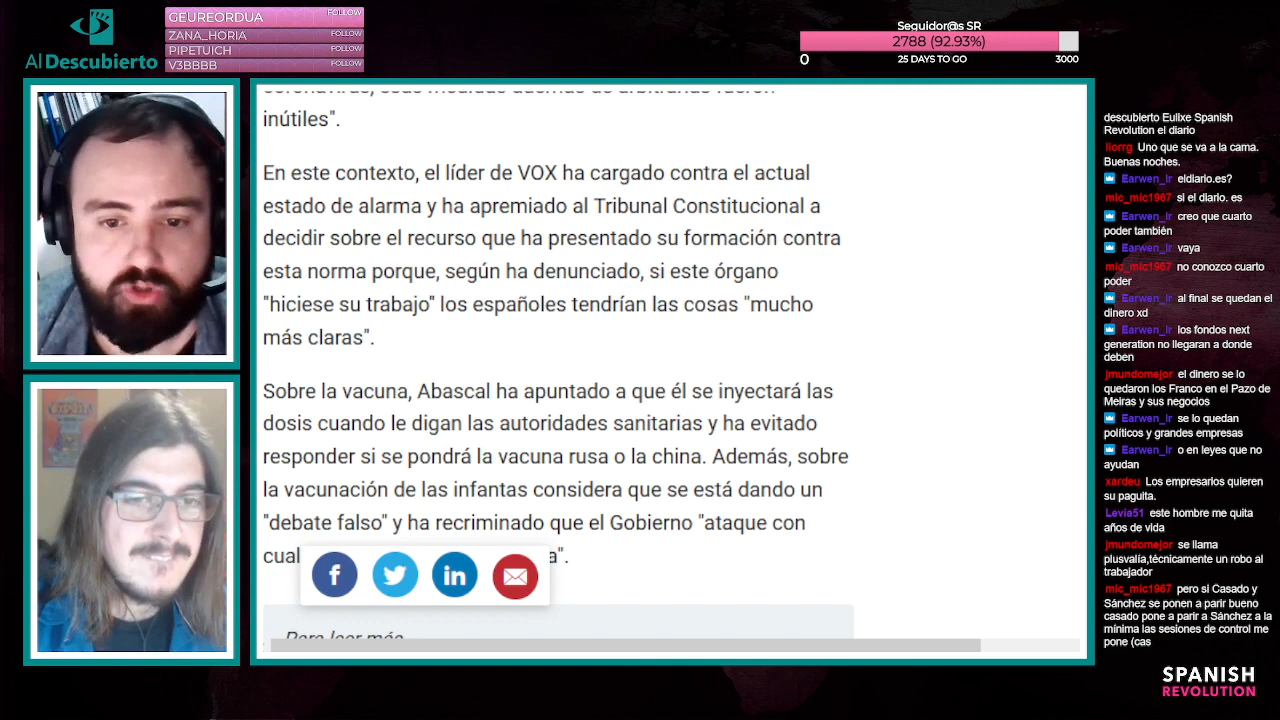 Al Descubierto
GEUREORDUA FOLLOW
ZANA_HORIA FOLLOW
PIPETUICH FOLLOW
V3BBBB FOLLOW
Seguidor@s SR
2788 (92.93%)
0 25 DAYS TO GO 3000
inútiles".
En este contexto, el líder de VOX ha cargado contra el actual
estado de alarma y ha apremiado al Tribunal Constitucional a
decidir sobre el recurso que ha presentado su formación contra
esta norma porque, según ha denunciado, si este órgano
"hiciese su trabajo" los españoles tendrían las cosas "mucho
más claras".
Sobre la vacuna, Abascal ha apuntado a que él se inyectará las
dosis cuando le digan las autoridades sanitarias y ha evitado
responder si se pondrá la vacuna rusa o la china. Además, sobre
la vacunación de las infantas considera que se está dando un
"debate falso" y ha recriminado que el Gobierno "ataque con
cual a".
Para leer más
descubierto Eulixe Spanish
Revolution el diario
liorrg Uno que se va a la cama.
Buenas noches.
Earwen_Ir eldiario.es?
mic_mic1967 si el diario. es
Earwen_Ir creo que cuarto
poder también
Earwen_Ir vaya
mic_mic1967 no conozco cuarto
poder
Earwen_Ir al final se quedan el
dinero xd
Earwen_Ir los fondos next
generation no llegaran a donde
deben
jmundomejor el dinero se lo
quedaron los Franco en el Pazo de
Meiras y sus negocios
Earwen_Ir se lo quedan
políticos y grandes empresas
Earwen_Ir o en leyes que no
ayudan
xardeu Los empresarios quieren
su paguita.
Levia51 este hombre me quita
años de vida
jmundomejor se llama
plusvalía,técnicamente un robo al
trabajador
mic_mic1967 pero si Casado y
Sánchez se ponen a parir bueno
casado pone a parir a Sánchez a la
mínima las sesiones de control me
pone (cas
SPANISH
REVOLUTION